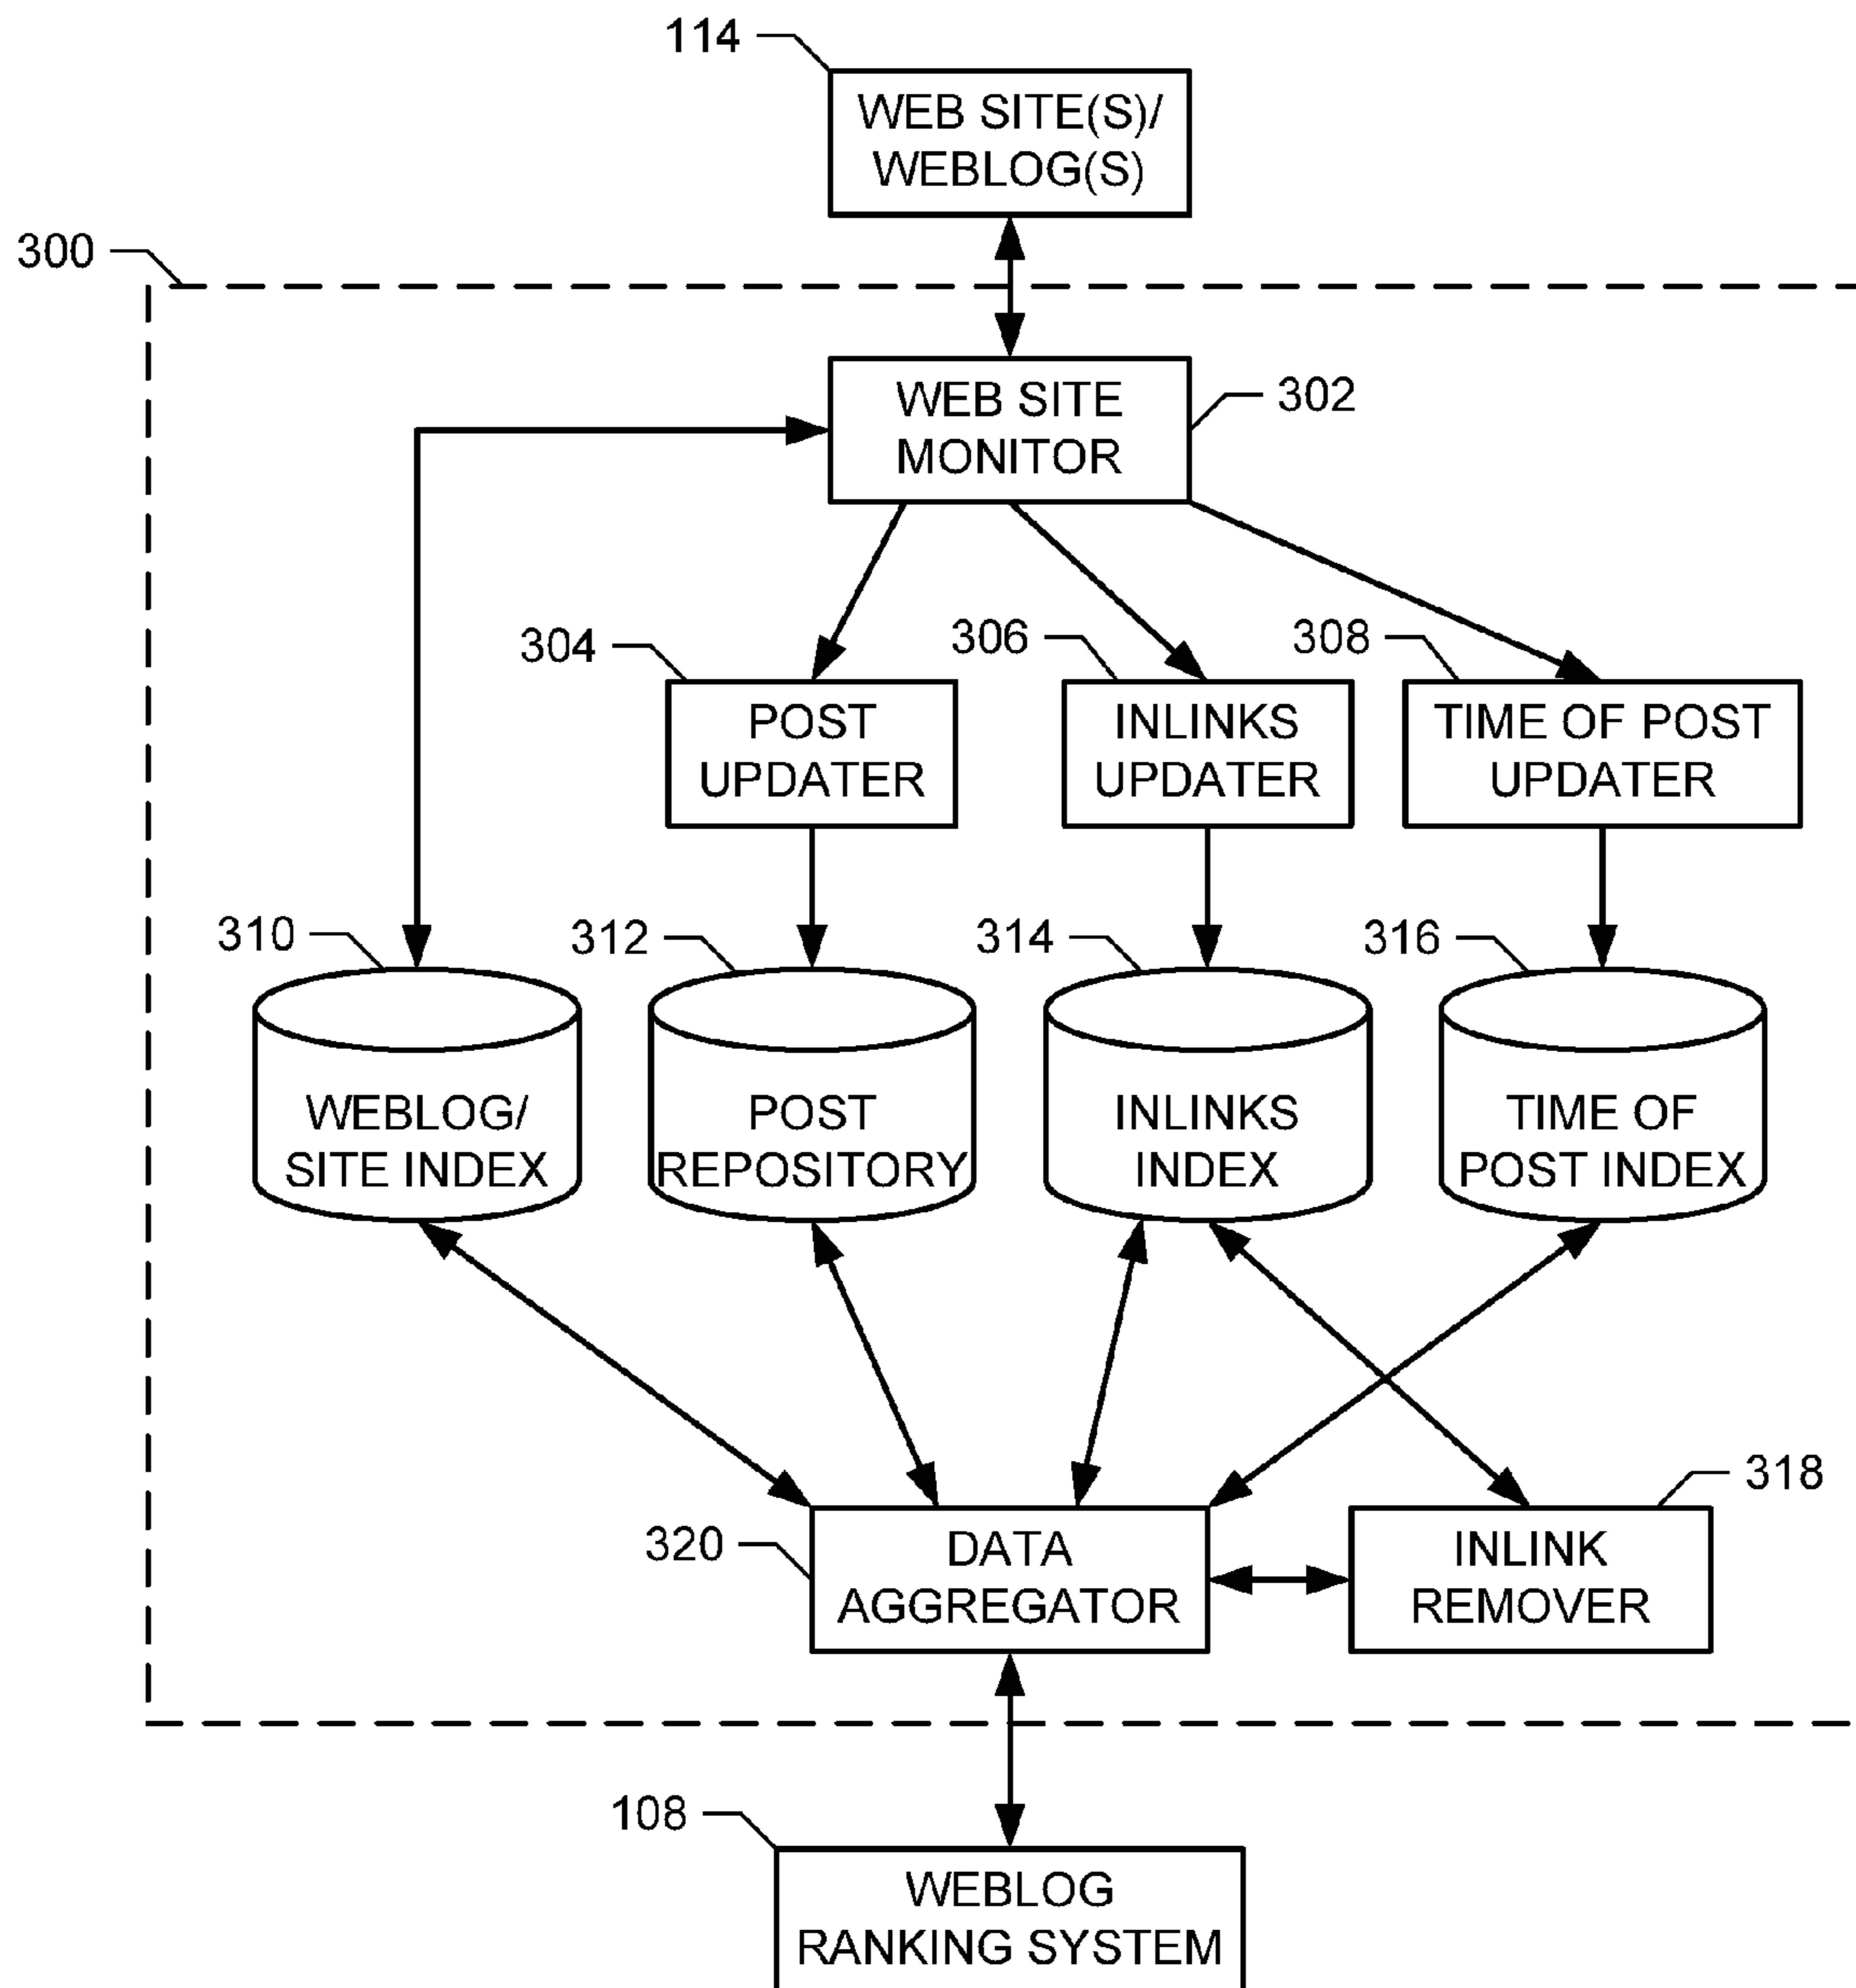 114
WEB SITE(S)/
WEBLOG(S)
300
WEB SITE
MONITOR
302
304
306
308
POST
UPDATER
INLINKS
UPDATER
TIME OF POST
UPDATER
310
312
314
316
WEBLOG/
SITE INDEX
POST
REPOSITORY
INLINKS
INDEX
TIME OF
POST INDEX
318
320
DATA
AGGREGATOR
INLINK
REMOVER
108
WEBLOG
RANKING SYSTEM